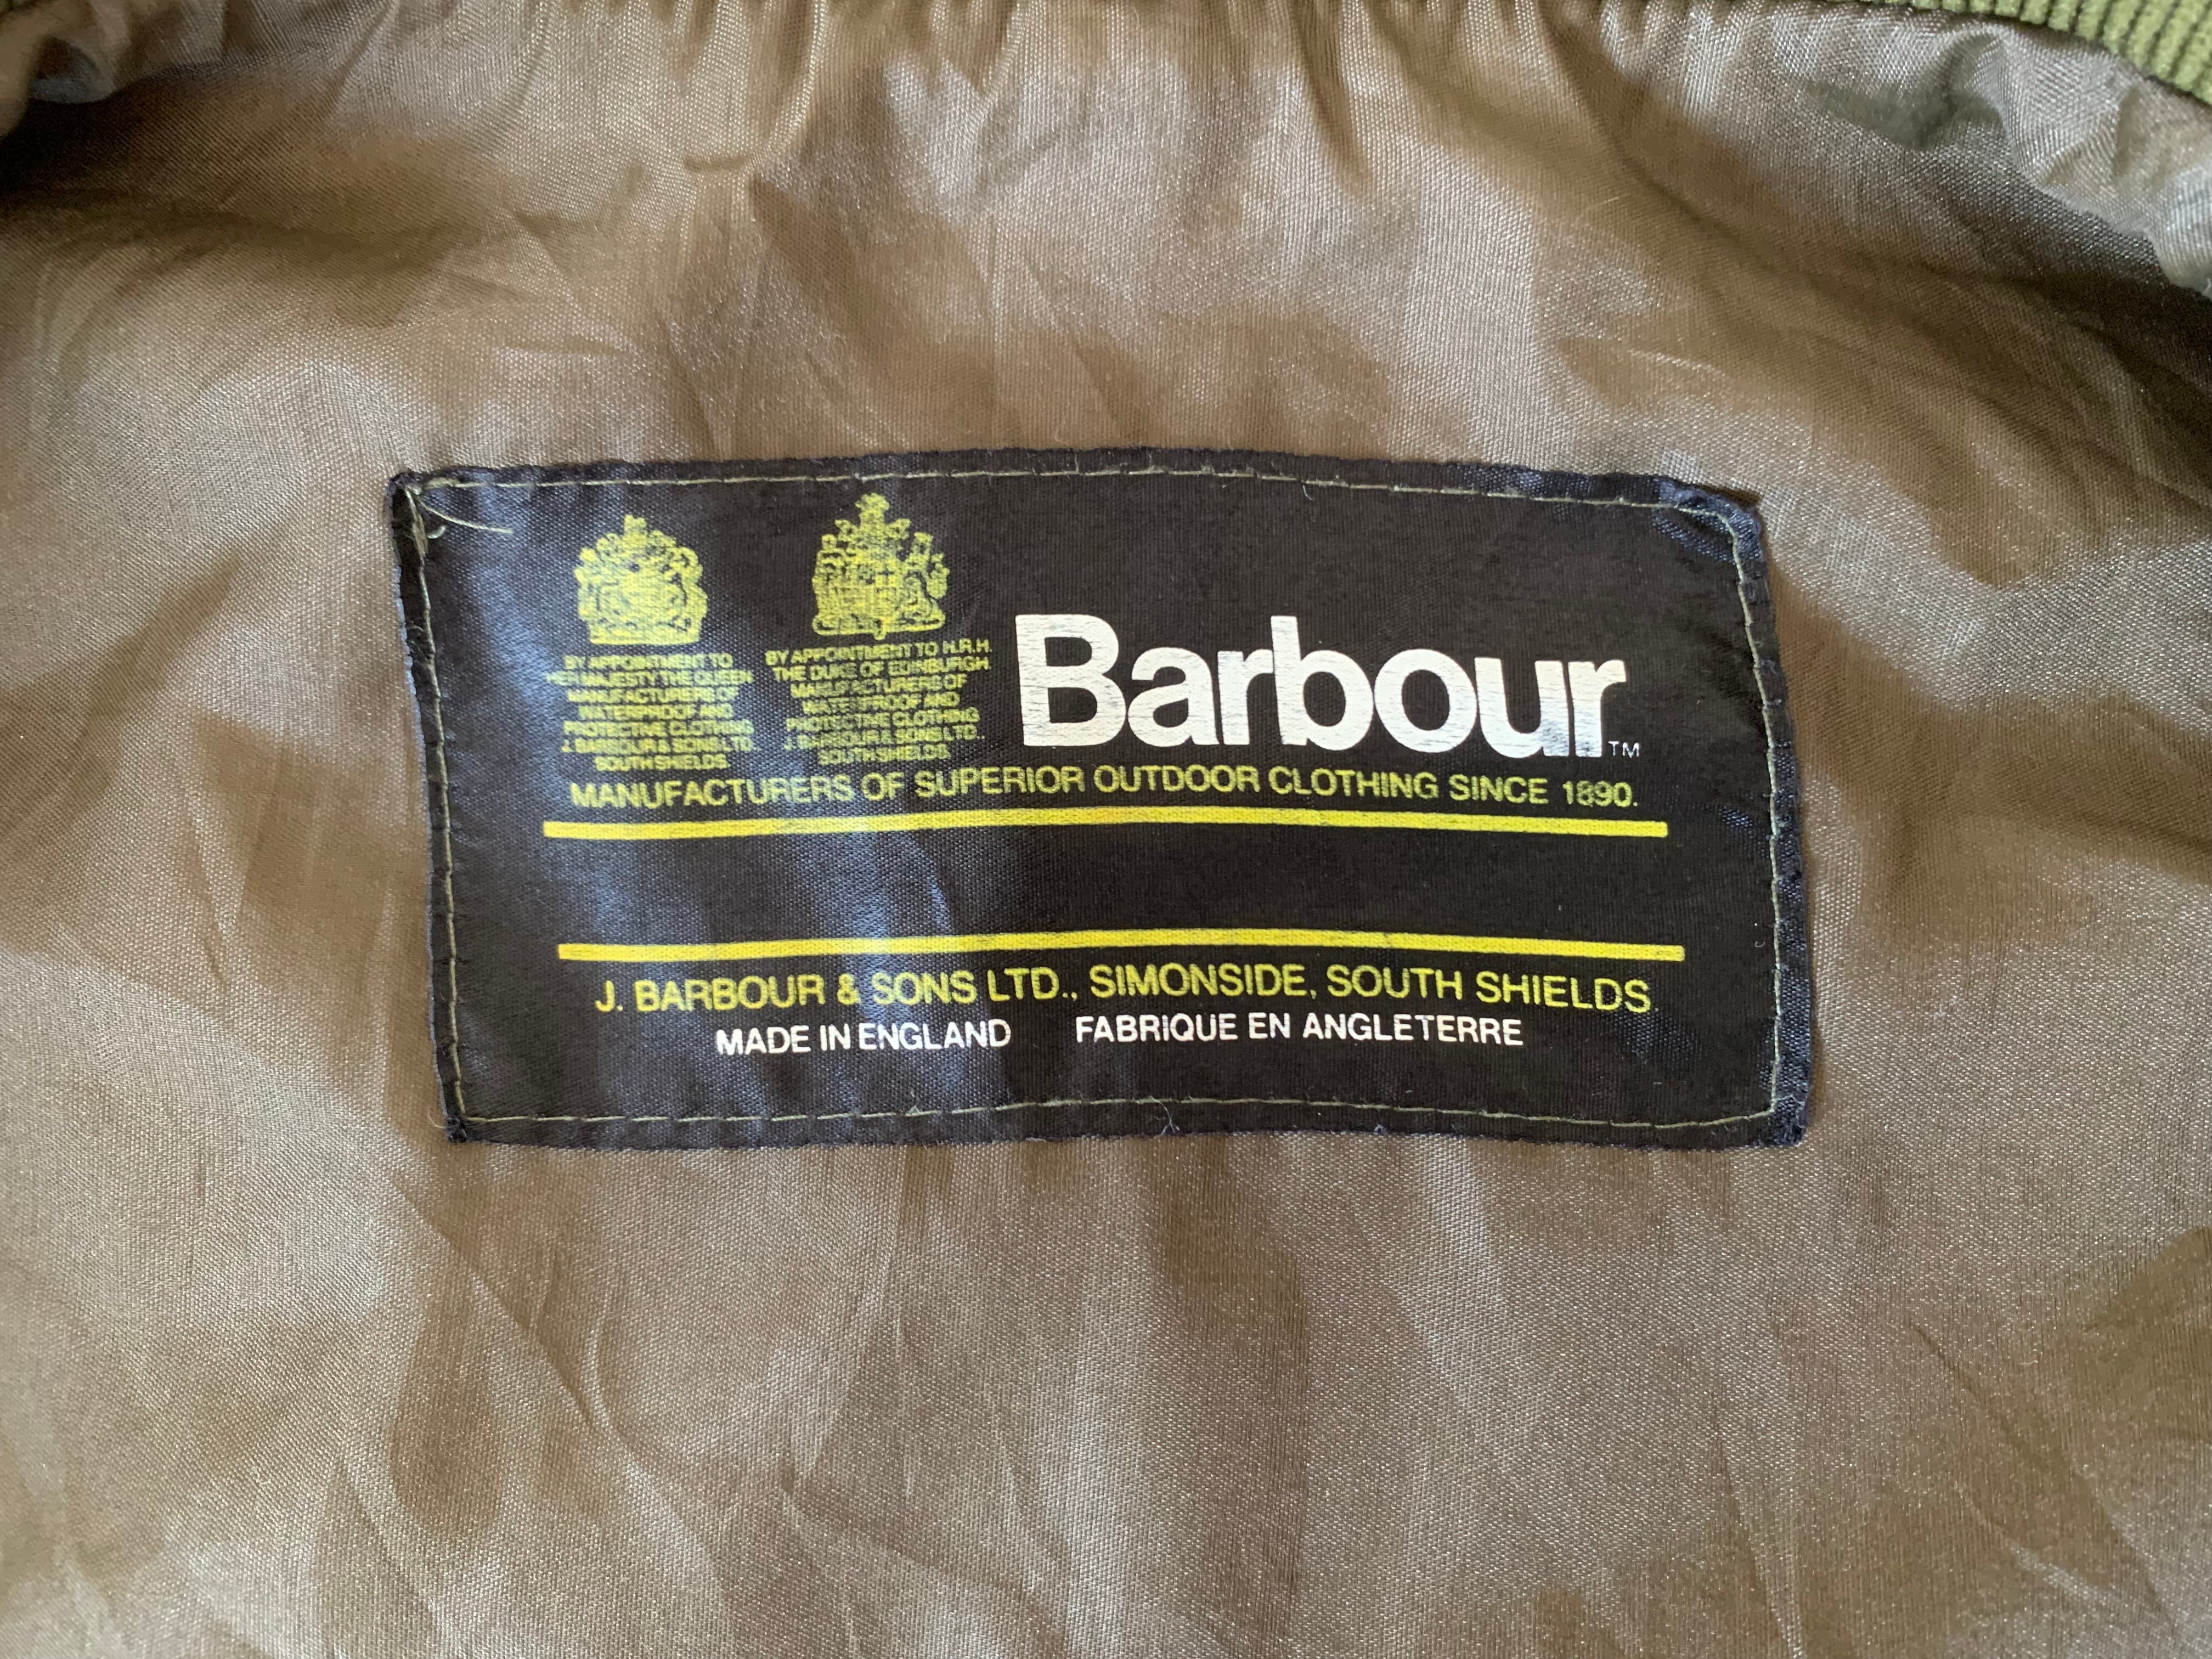 BY APPOINTMENT TO
HER MAJESTY THE QUEEN
MANUFACTURERS OF
WATERPROOF AND
PROTECTIVE CLOTHING
J. BARBOUR & SONS LTD.
SOUTH SHIELDS.
BY APPOINTMENT TO H.R.H.
THE DUKE OF EDINBURGH
MANUFACTURERS OF
WATERPROOF AND
PROTECTIVE CLOTHING
J. BARBOUR & SONS LTD..
SOUTH SHIELDS.
Barbour™
MANUFACTURERS OF SUPERIOR OUTDOOR CLOTHING SINCE 1890.
J. BARBOUR & SONS LTD., SIMONSIDE, SOUTH SHIELDS.
MADE IN ENGLAND FABRIQUE EN ANGLETERRE